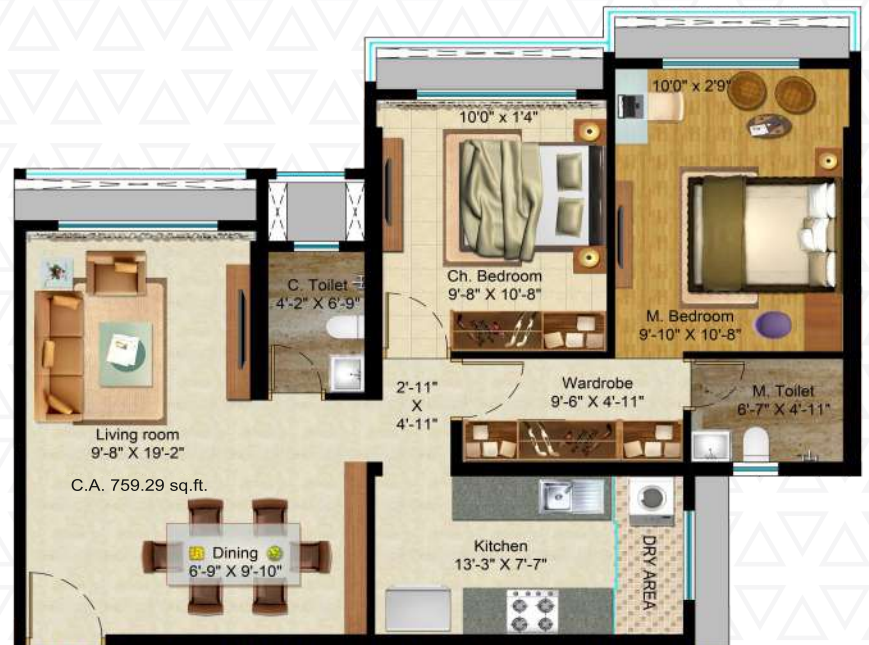 10'0" x 2'9"
10'0" x 1'4"
Ch. Bedroom
9'-8" X 10'-8"
C. Toilet
4'-2" X 6'-9"
M. Bedroom
9'-10" X 10'-8"
2'-11"
X
4'-11"
Wardrobe
9'-6" X 4'-11"
M. Toilet
6'-7" X 4'-11"
Living room
9'-8" X 19'-2"
C.A. 759.29 sq.ft.
Dining
6'-9" X 9'-10"
Kitchen
13'-3" X 7'-7"
DRY AREA